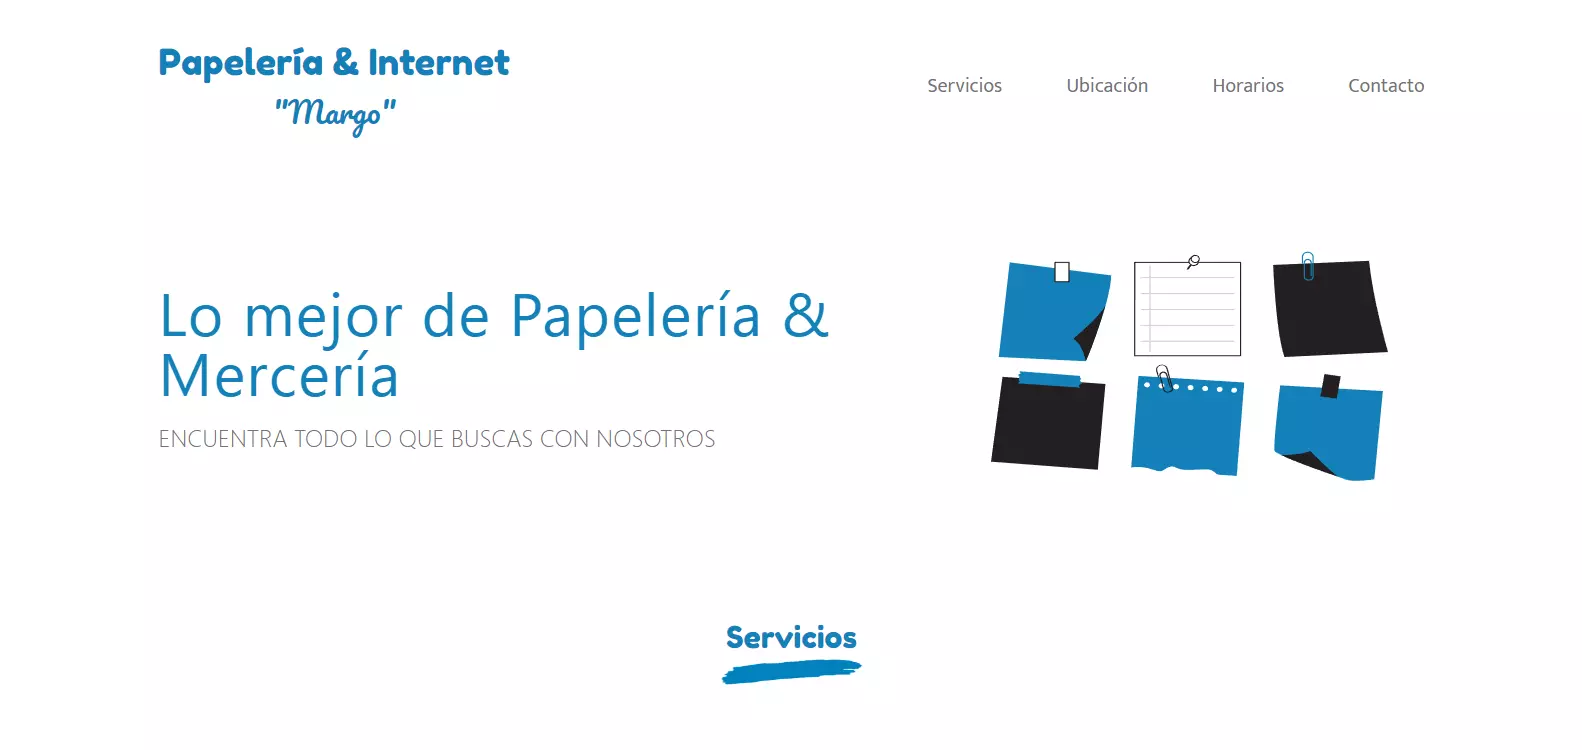 Papelería & Internet
"Margo"
Servicios
Ubicación
Horarios
Contacto
Lo mejor de Papelería &
Mercería
ENCUENTRA TODO LO QUE BUSCAS CON NOSOTROS
Servicios